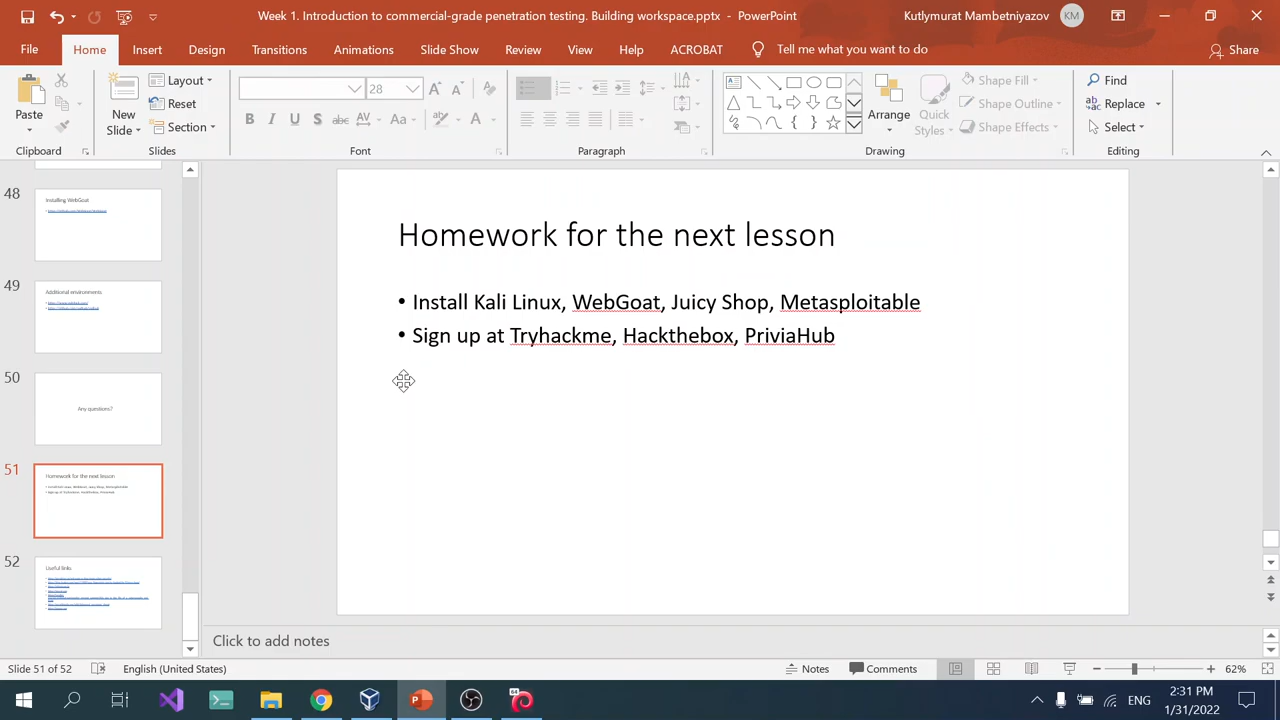 Week 1. Introduction to commercial-grade penetration testing. Building workspace.pptx - PowerPoint
Kutlymurat Mambetniyazov KM
File Home Insert Design Transitions Animations Slide Show Review View Help ACROBAT Tell me what you want to do Share
Paste
Clipboard
New Slide
Layout
Reset
Section
Slides
28
B I U S abc AV Aa A
Font
Paragraph
Arrange
Quick Styles
Shape Fill
Shape Outline
Shape Effects
Drawing
Find
Replace
Select
Editing
48
Installing WebGoat
49
Additional environments
50
Any questions?
51
Homework for the next lesson
52
Useful links
Homework for the next lesson
• Install Kali Linux, WebGoat, Juicy Shop, Metasploitable
• Sign up at Tryhackme, Hackthebox, PriviaHub
Click to add notes
Slide 51 of 52 English (United States) Notes Comments 62%
64
ENG
2:31 PM
1/31/2022